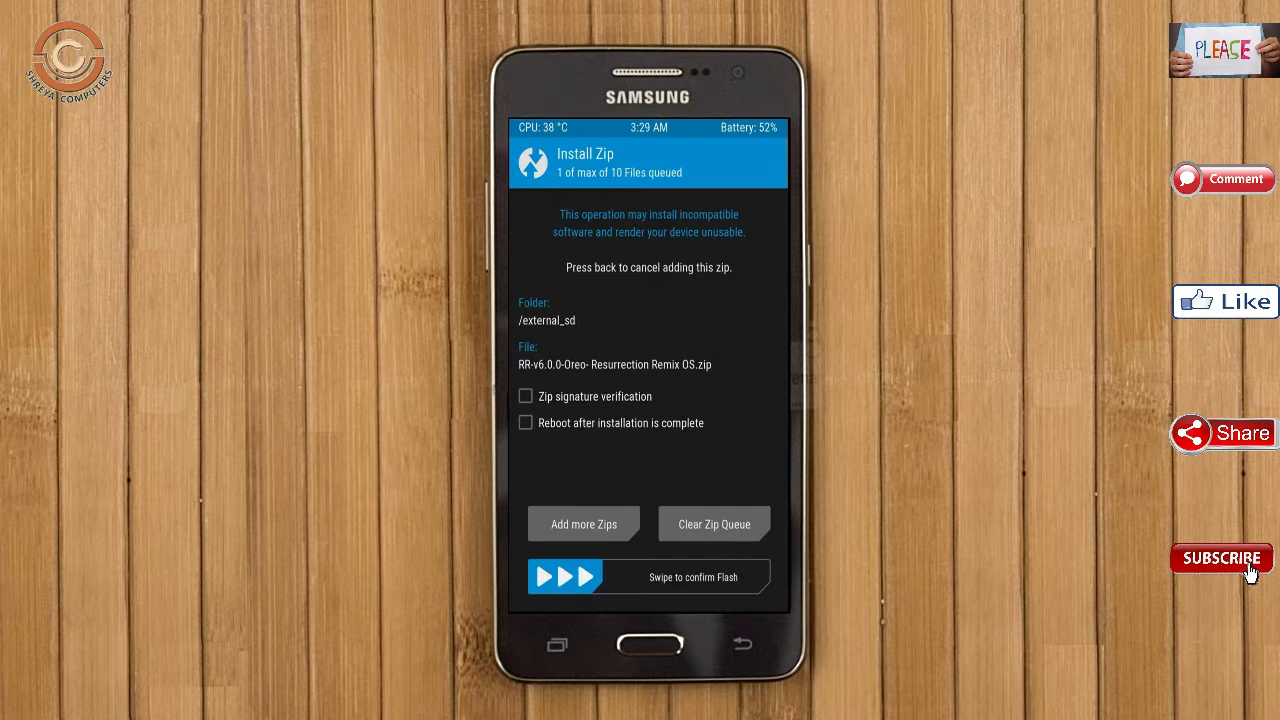 SHREYA COMPUTERS
PLEASE
SAMSUNG
CPU: 38 °C 3:29 AM Battery: 52%
Install Zip
1 of max of 10 Files queued
This operation may install incompatible
software and render your device unusable.
Press back to cancel adding this zip.
Folder:
/external_sd
File:
RR-v6.0.0-Oreo- Resurrection Remix OS.zip
Zip signature verification
Reboot after installation is complete
Add more Zips Clear Zip Queue
Swipe to confirm Flash
Comment
Like
Share
SUBSCRIBE